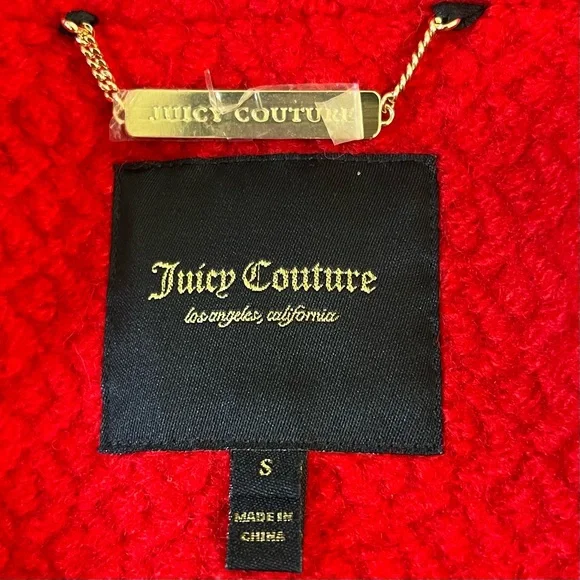 JUICY COUTURE
Juicy Couture
los angeles, california
S
MADE IN
CHINA